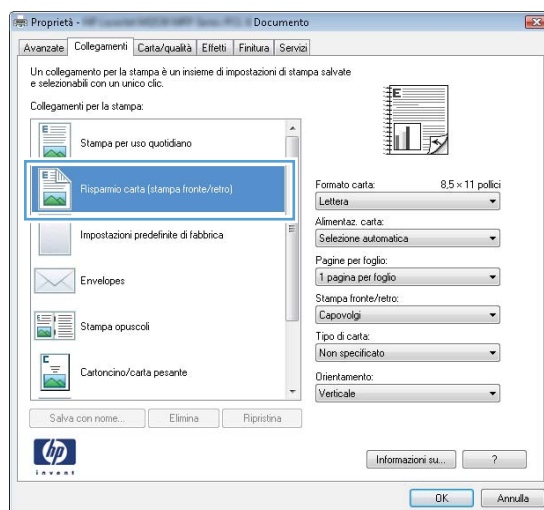 Proprietà - Documento
Avanzate Collegamenti Carta/qualità Effetti Finitura Servizi
Un collegamento per la stampa è un insieme di impostazioni di stampa salvate
e selezionabili con un unico clic.
Collegamenti per la stampa:
Stampa per uso quotidiano
Risparmio carta (stampa fronte/retro)
Impostazioni predefinite di fabbrica
Envelopes
Stampa opuscoli
Cartoncino/carta pesante
Salva con nome... Elimina Ripristina
E
Formato carta: 8,5 × 11 pollici
Lettera
Alimentaz. carta:
Selezione automatica
Pagine per foglio:
1 pagina per foglio
Stampa fronte/retro:
Capovolgi
Tipo di carta:
Non specificato
Orientamento:
Verticale
hp
invent
Informazioni su... ?
OK Annulla